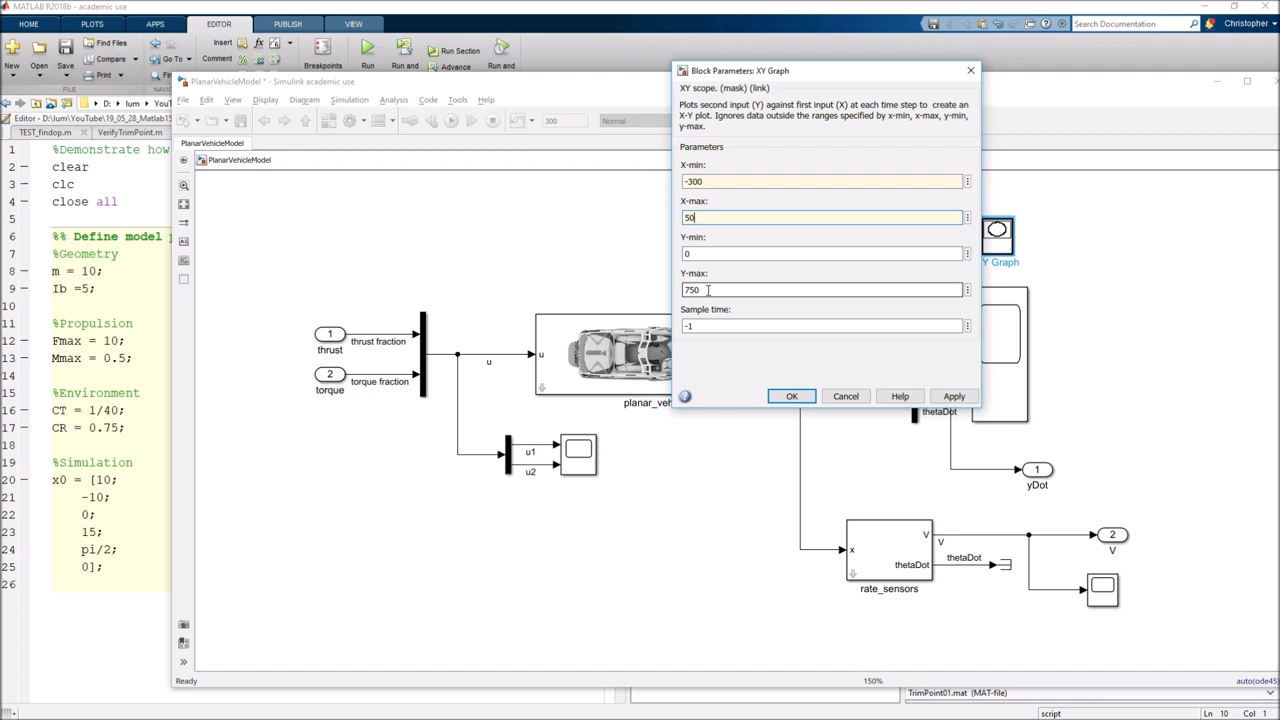 MATLAB R2018b - academic use
HOME PLOTS APPS EDITOR PUBLISH VIEW
Search Documentation
Christopher
New Open Save
Find Files
Compare
Print
Go To
Insert
Comment
Breakpoints
Run
Run and
Run Section
Advance
Run and
FILE
D: lum YouT
Editor - D:\lum\YouTube\19_05_28_Matlab15
TEST_findop.m VerifyTrimPoint.m
1 %Demonstrate how
2 clear
3 clc
4 close all
5
6 %% Define model p
7 %Geometry
8 m = 10;
9 Ib =5;
10
11 %Propulsion
12 Fmax = 10;
13 Mmax = 0.5;
14
15 %Environment
16 CT = 1/40;
17 CR = 0.75;
18
19 %Simulation
20 x0 = [10;
21 -10;
22 0;
23 15;
24 pi/2;
25 0];
26
PlanarVehicleModel * - Simulink academic use
File Edit View Display Diagram Simulation Analysis Code Tools Help
300
Normal
PlanarVehicleModel
PlanarVehicleModel
1
thrust
thrust fraction
2
torque
torque fraction
u
u
planar_veh
u1
u2
Y Graph
thetaDot
1
yDot
x
V
thetaDot
rate_sensors
V
thetaDot
2
V
Block Parameters: XY Graph
XY scope. (mask) (link)
Plots second input (Y) against first input (X) at each time step to create an
X-Y plot. Ignores data outside the ranges specified by x-min, x-max, y-min,
y-max.
Parameters
X-min:
-300
X-max:
50
Y-min:
0
Y-max:
750
Sample time:
-1
OK Cancel Help Apply
Ready
150%
auto(ode45)
TrimPoint01.mat (MAT-file)
script
Ln 10 Col 1